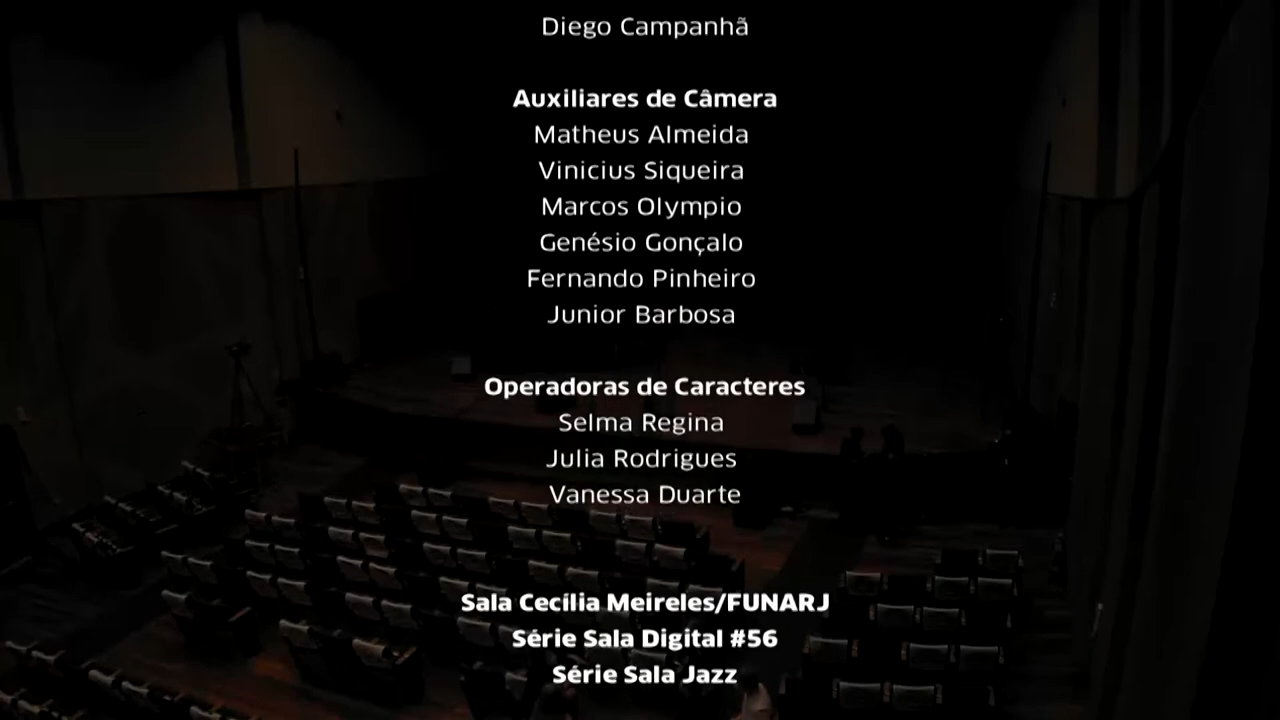 Diego Campanhã
Auxiliares de Câmera
Matheus Almeida
Vinicius Siqueira
Marcos Olympio
Genésio Gonçalo
Fernando Pinheiro
Junior Barbosa
Operadoras de Caracteres
Selma Regina
Julia Rodrigues
Vanessa Duarte
Sala Cecília Meireles/FUNARJ
Série Sala Digital #56
Série Sala Jazz